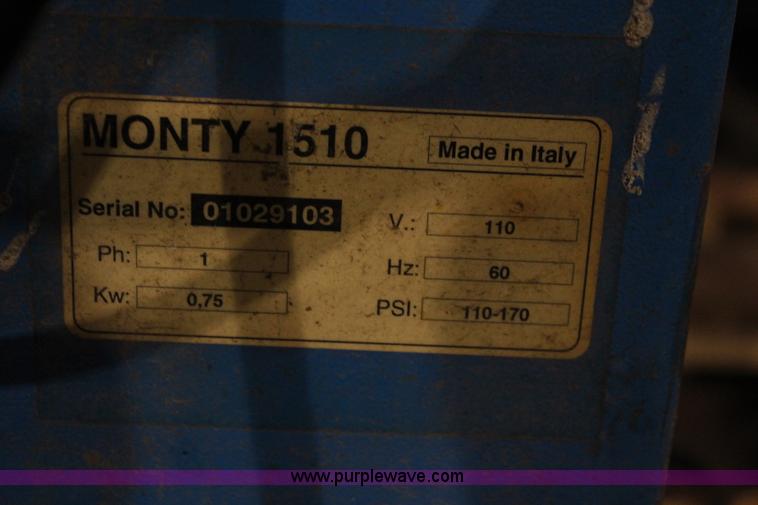 MONTY 1510
Made in Italy
Serial No: 01029103
V.: 110
Ph: 1
Hz: 60
Kw: 0,75
PSI: 110-170
www.purplewave.com